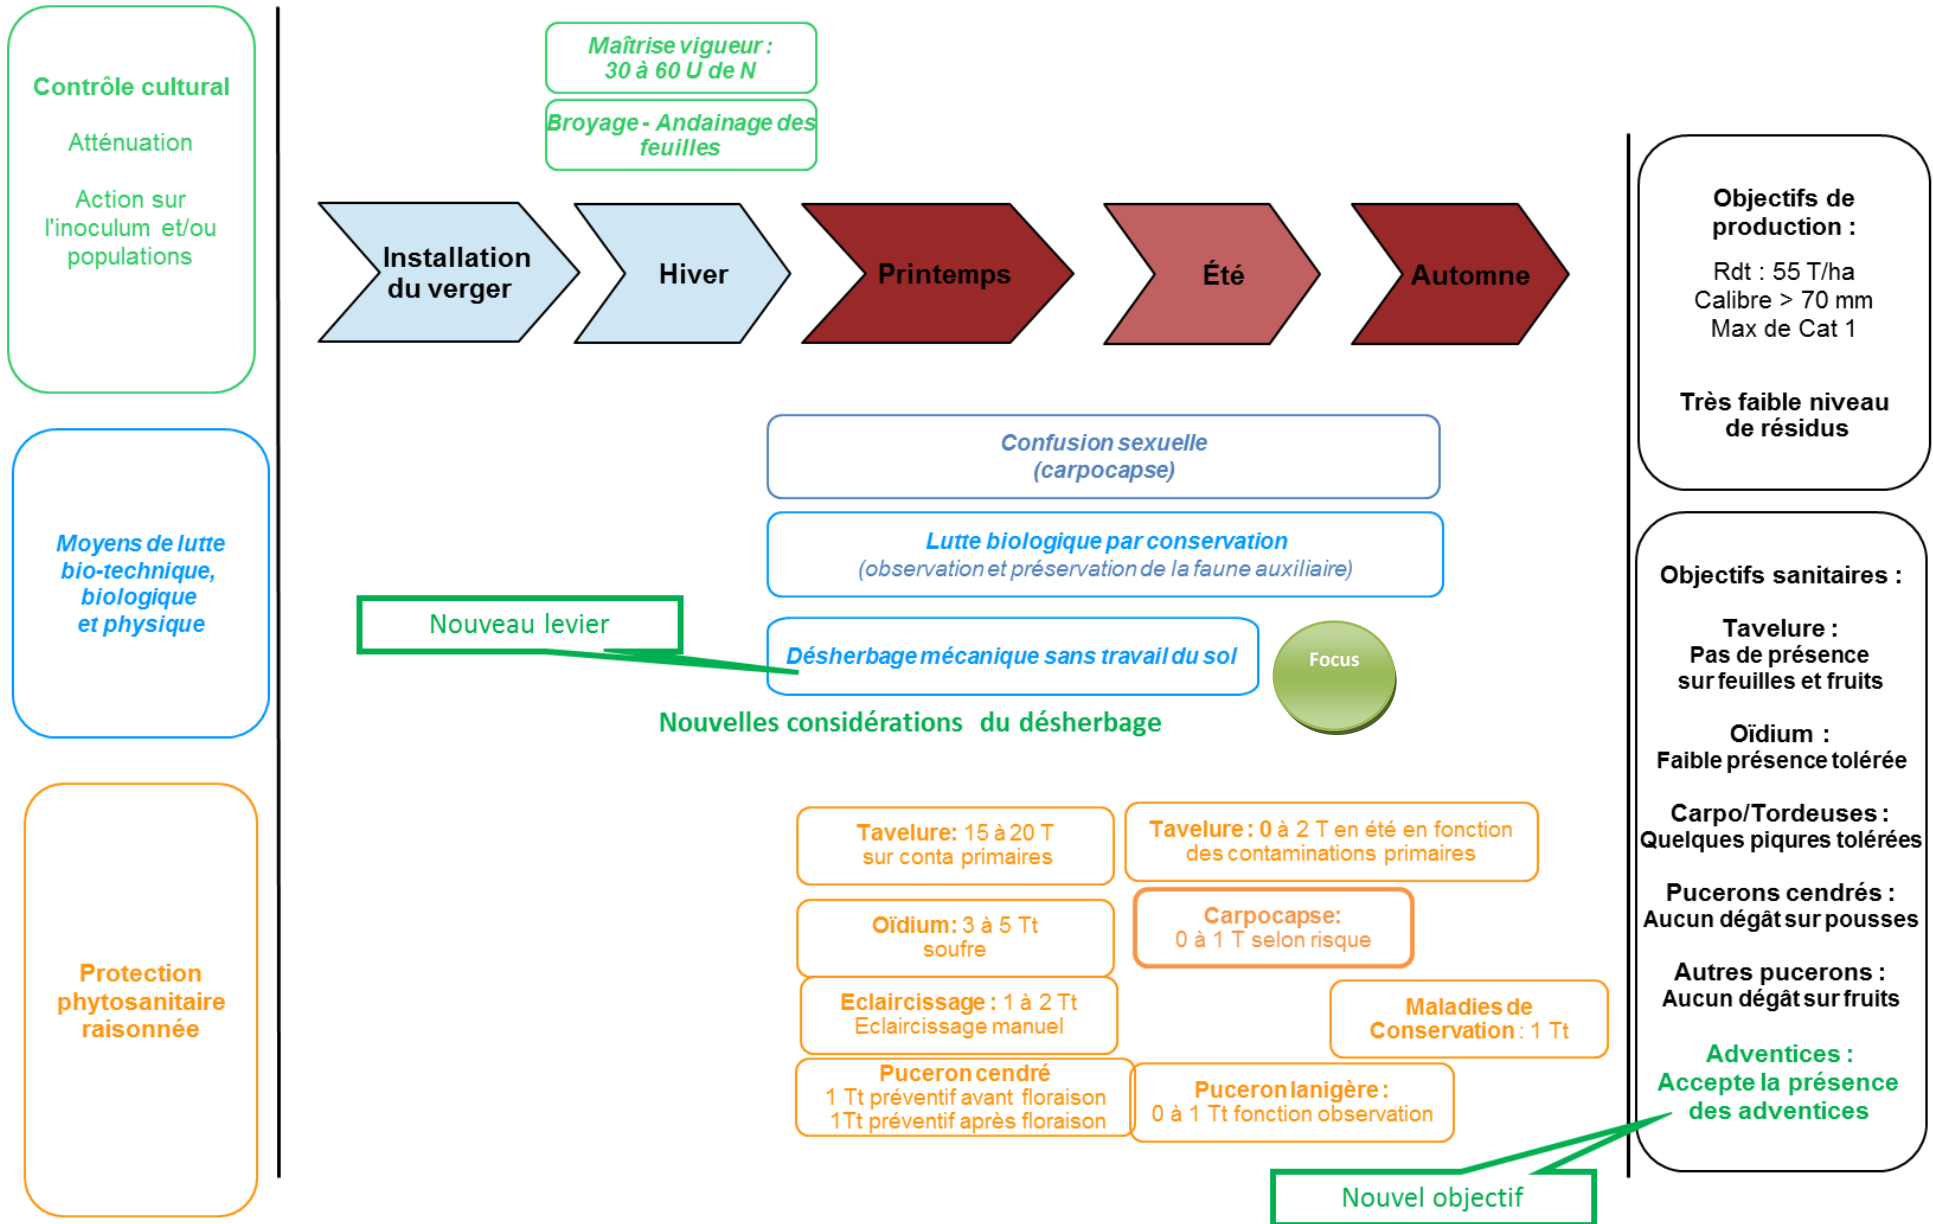 Contrôle cultural
Atténuation
Action sur
l'inoculum et/ou
populations
Maîtrise vigueur :
30 à 60 U de N
Broyage - Andainage des
feuilles
Installation
du verger
Hiver
Printemps
Été
Automne
Objectifs de
production :
Rdt : 55 T/ha
Calibre > 70 mm
Max de Cat 1
Très faible niveau
de résidus
Moyens de lutte
bio-technique,
biologique
et physique
Confusion sexuelle
(carpocapse)
Lutte biologique par conservation
(observation et préservation de la faune auxiliaire)
Nouveau levier
Désherbage mécanique sans travail du sol
Focus
Nouvelles considérations du désherbage
Objectifs sanitaires :
Tavelure :
Pas de présence
sur feuilles et fruits
Oïdium :
Faible présence tolérée
Carpo/Tordeuses :
Quelques piqures tolérées
Pucerons cendrés :
Aucun dégât sur pousses
Autres pucerons :
Aucun dégât sur fruits
Adventices :
Accepte la présence
des adventices
Nouvel objectif
Protection
phytosanitaire
raisonnée
Tavelure: 15 à 20 T
sur conta primaires
Tavelure : 0 à 2 T en été en fonction
des contaminations primaires
Oïdium: 3 à 5 Tt
soufre
Carpocapse:
0 à 1 T selon risque
Eclaircissage : 1 à 2 Tt
Eclaircissage manuel
Maladies de
Conservation : 1 Tt
Puceron cendré
1 Tt préventif avant floraison
1Tt préventif après floraison
Puceron lanigère :
0 à 1 Tt fonction observation